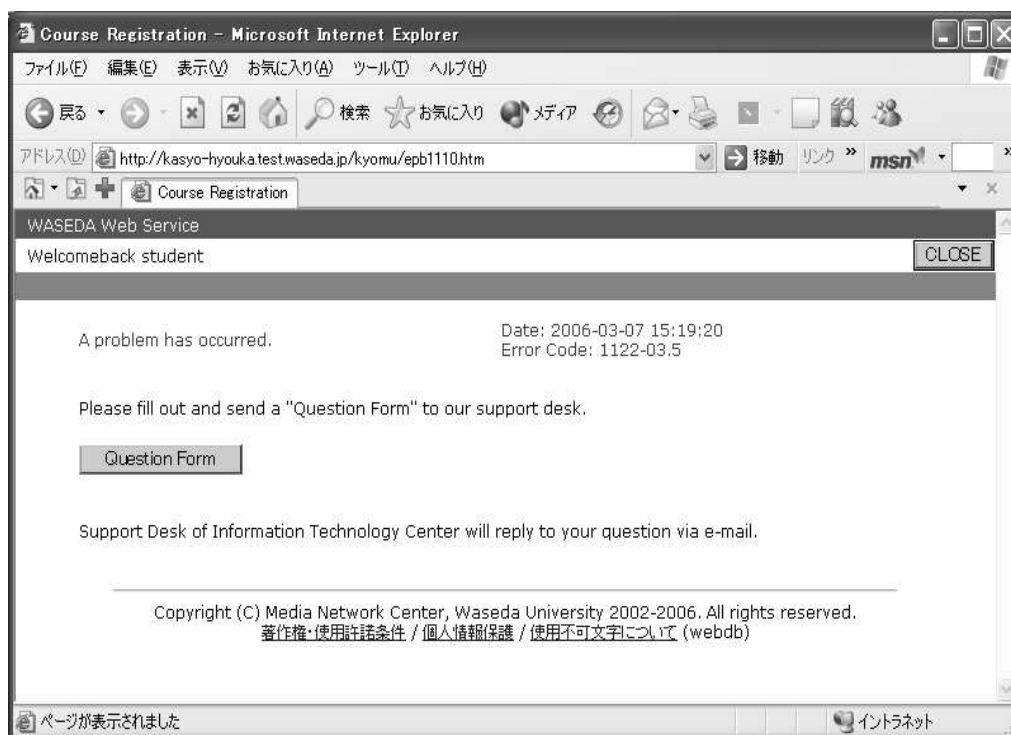 Course Registration - Microsoft Internet Explorer
ファイル(F) 編集(E) 表示(V) お気に入り(A) ツール(T) ヘルプ(H)
戻る 検索 お気に入り メディア
アドレス(D) http://kasyo-hyouka.test.waseda.jp/kyomu/epb1110.htm 移動 リンク » msn »
Course Registration
WASEDA Web Service
Welcomeback student CLOSE
A problem has occurred.
Date: 2006-03-07 15:19:20
Error Code: 1122-03.5
Please fill out and send a "Question Form" to our support desk.
Question Form
Support Desk of Information Technology Center will reply to your question via e-mail.
Copyright (C) Media Network Center, Waseda University 2002-2006. All rights reserved.
著作権・使用許諾条件 / 個人情報保護 / 使用不可文字について (webdb)
ページが表示されました イントラネット